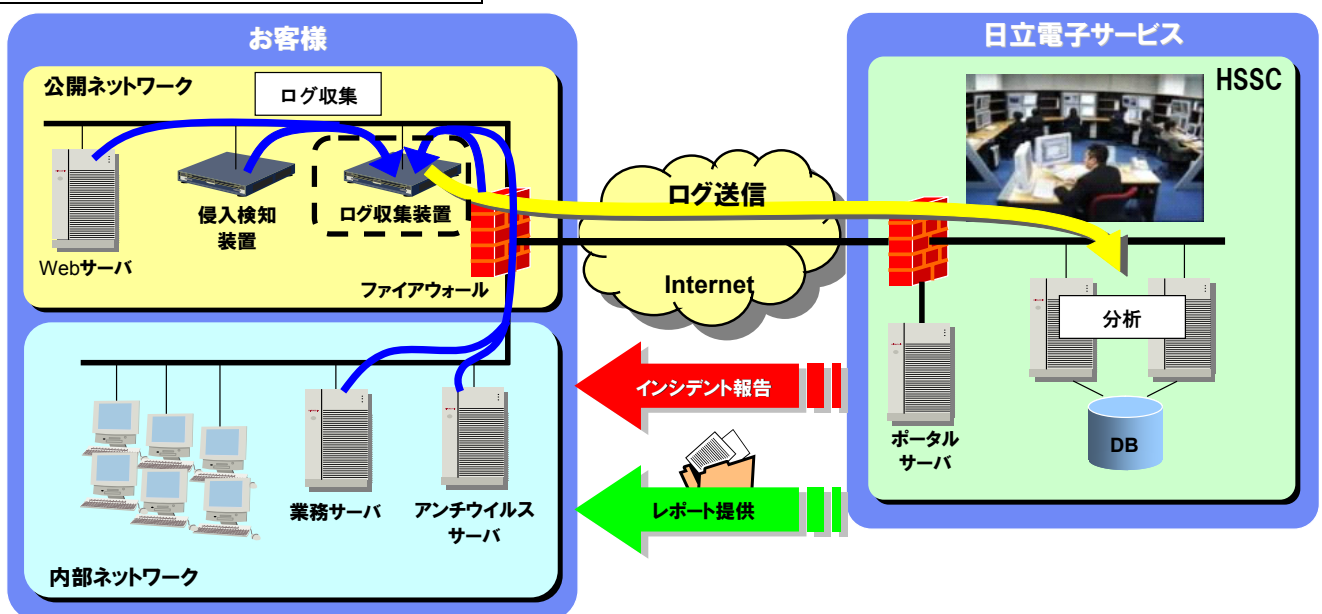 お客様
公開ネットワーク
ログ収集
侵入検知
装置
ログ収集装置
Webサーバ
ファイアウォール
業務サーバ
アンチウイルス
サーバ
内部ネットワーク
ログ送信
Internet
インシデント報告
レポート提供
日立電子サービス
HSSC
分析
ポータル
サーバ
DB